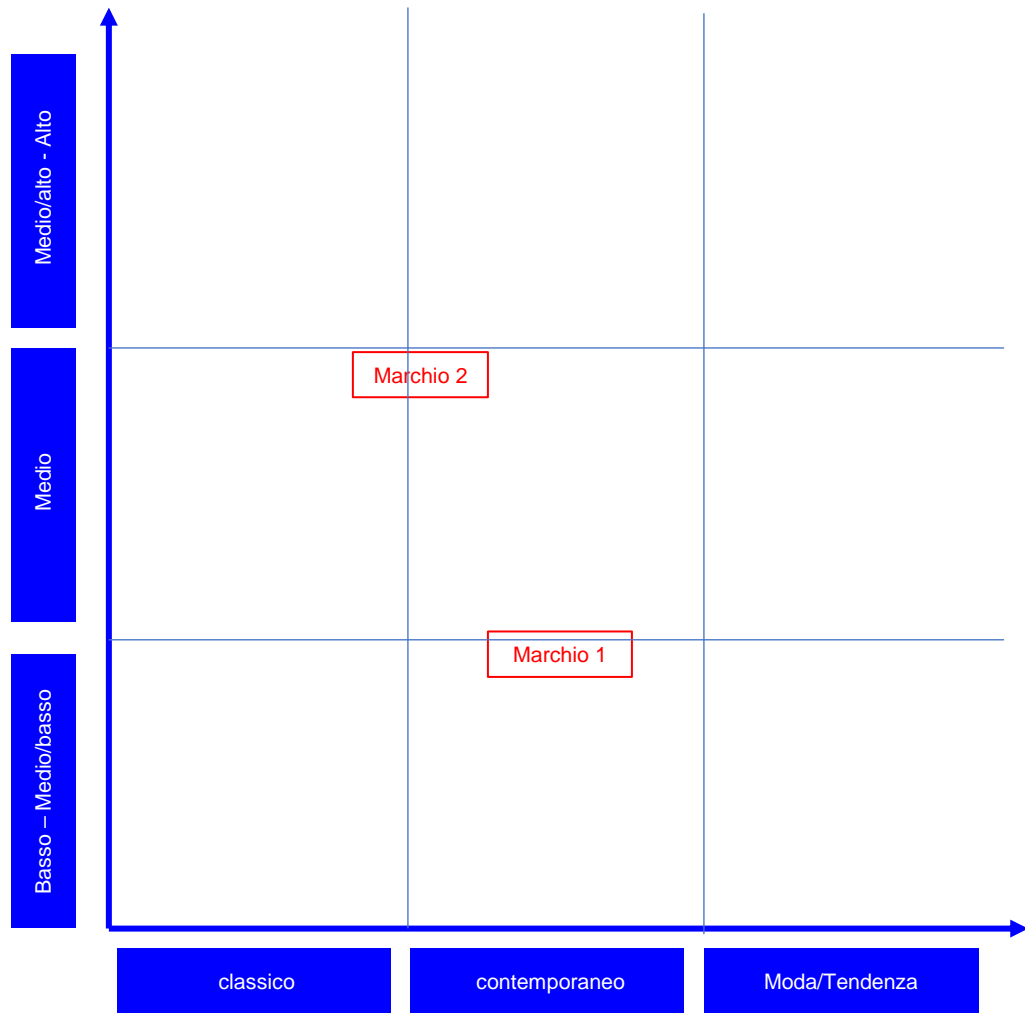 Medio/alto - Alto
Marchio 2
Medio
Marchio 1
Basso – Medio/basso
classico
contemporaneo
Moda/Tendenza